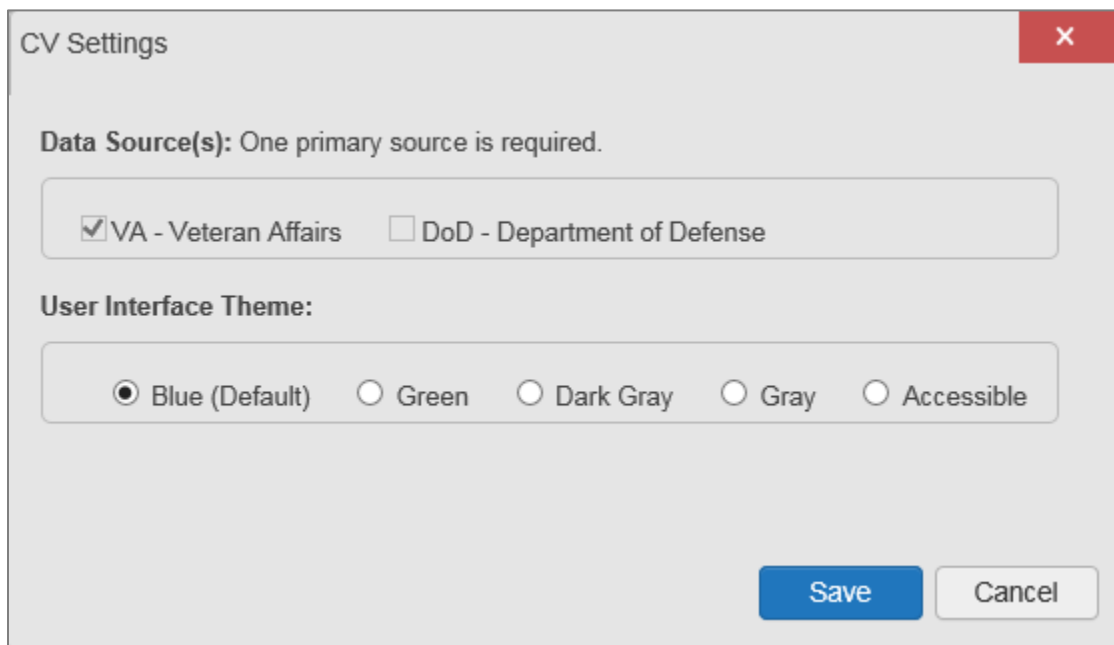 CV Settings
Data Source(s): One primary source is required.
VA - Veteran Affairs DoD - Department of Defense
User Interface Theme:
Blue (Default) Green Dark Gray Gray Accessible
Save Cancel